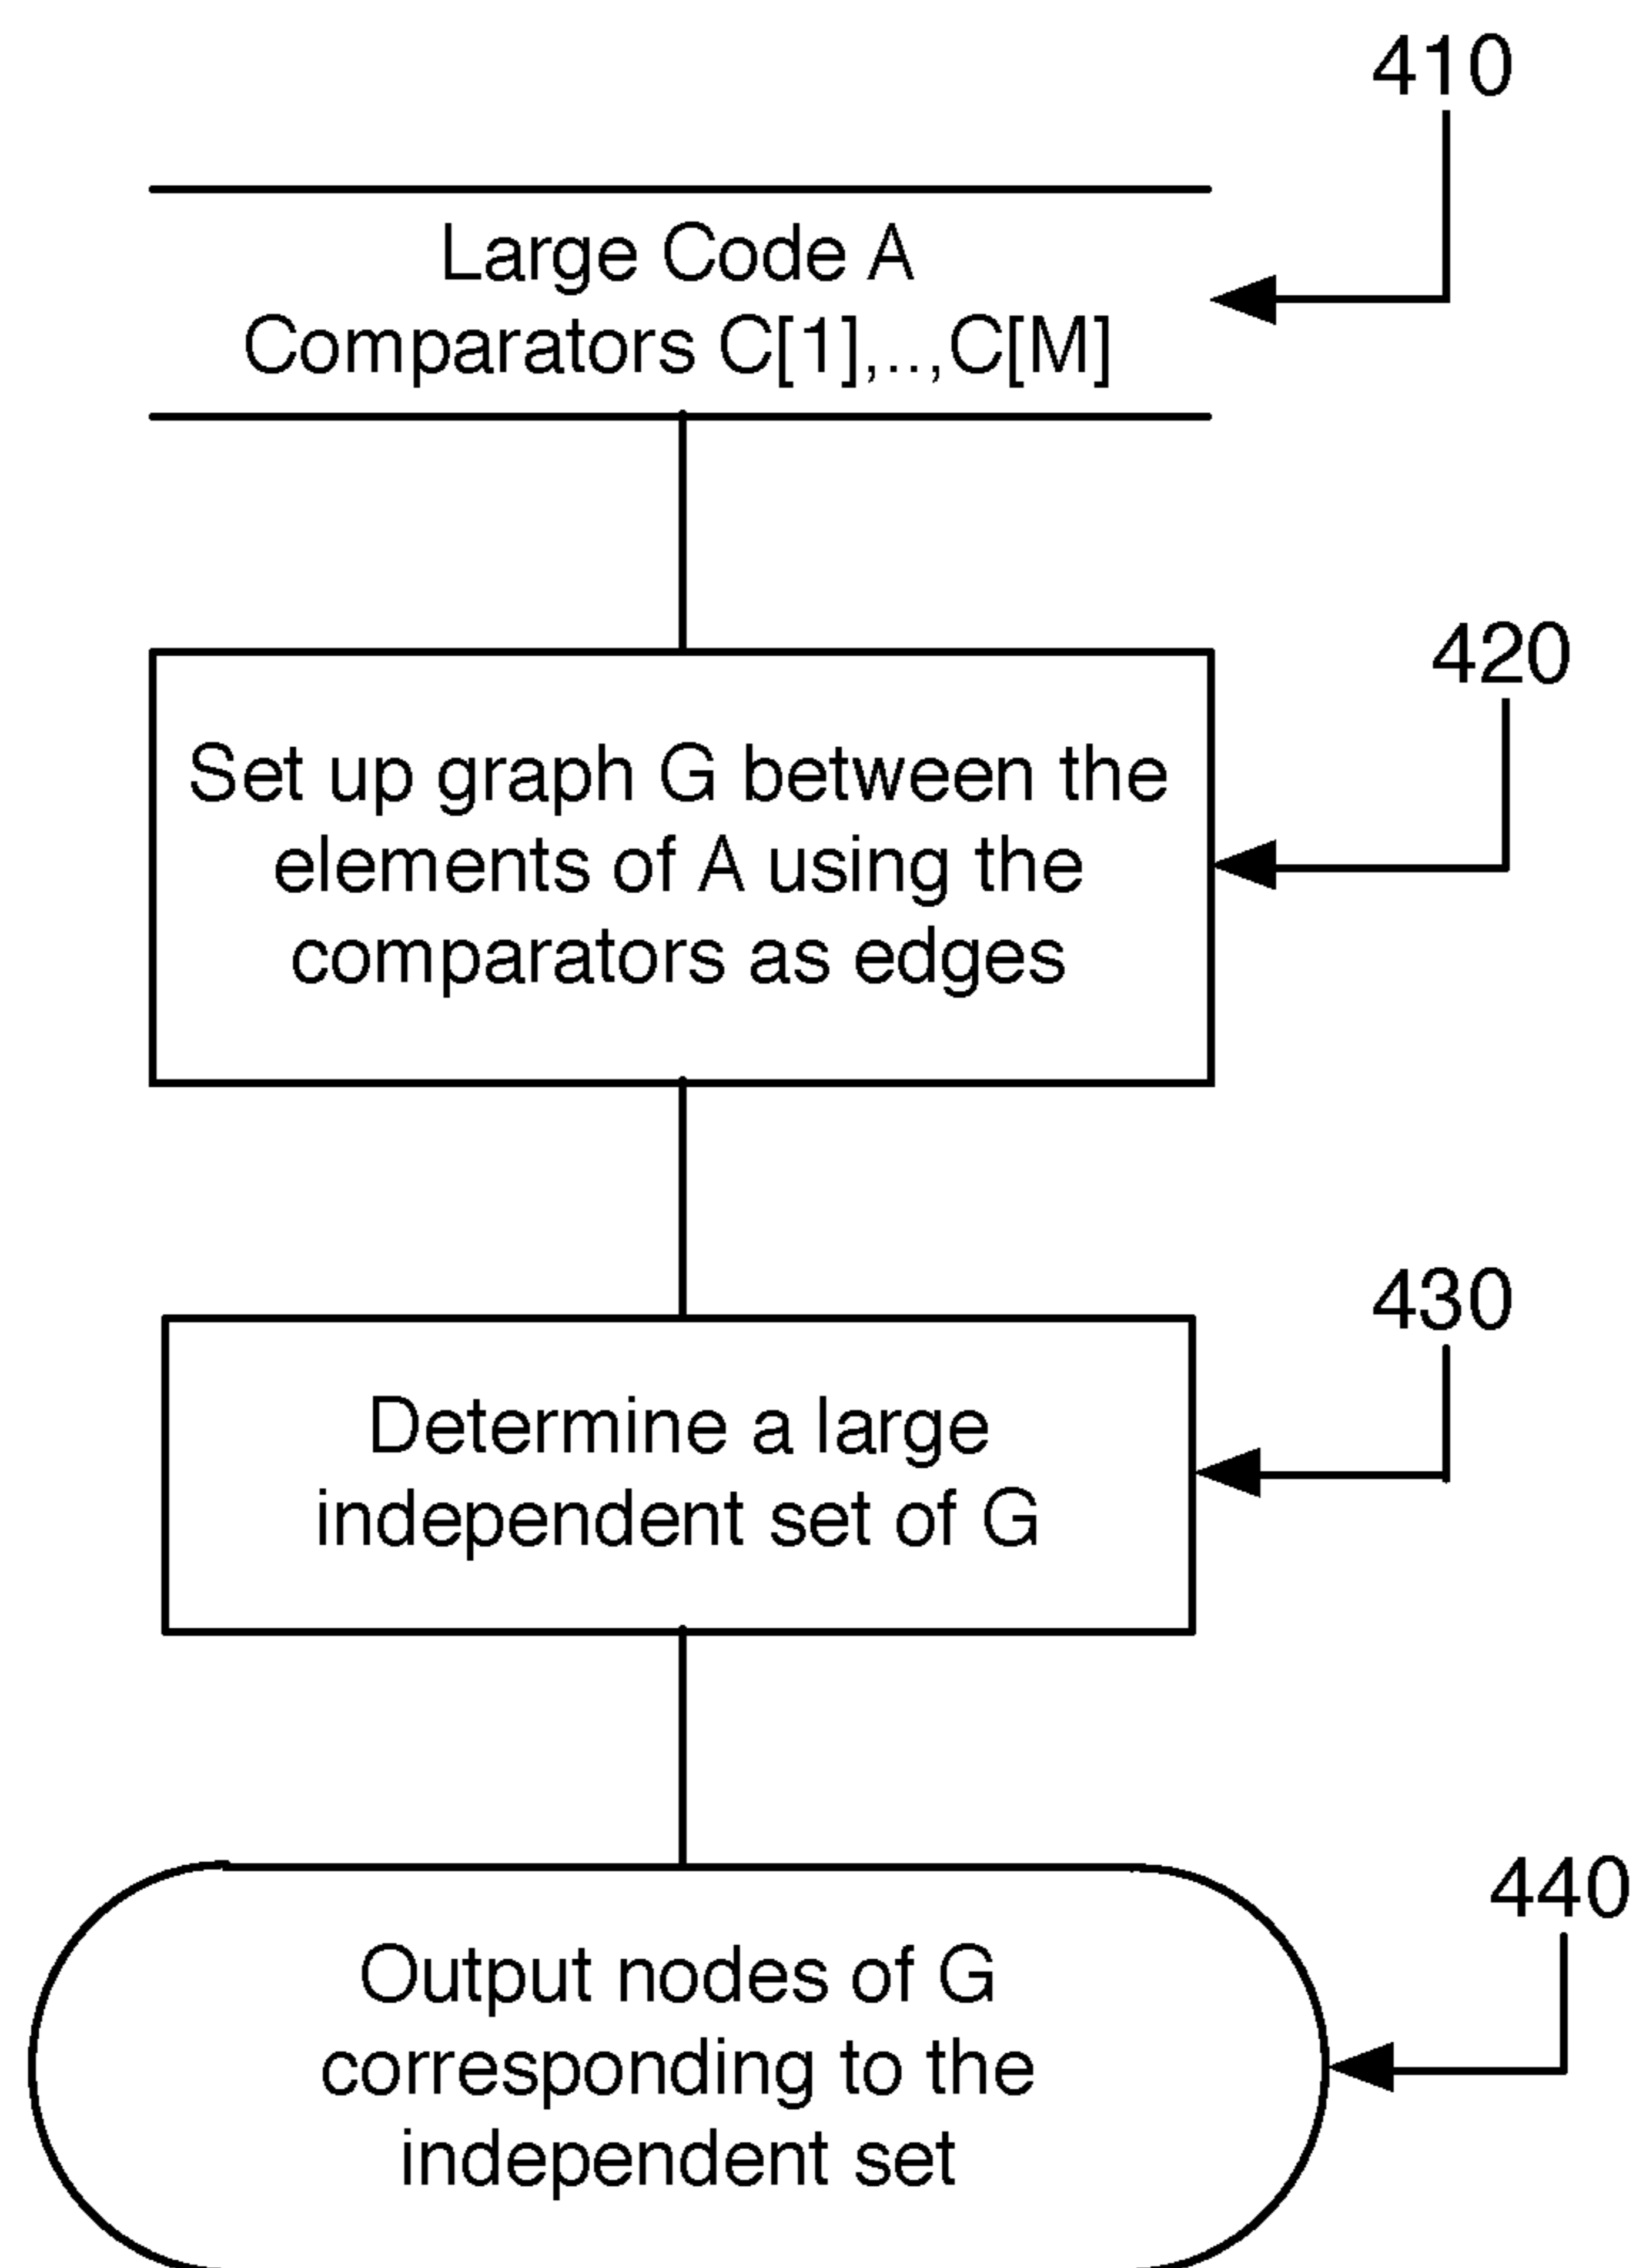 410
Large Code A
Comparators C[1],..,C[M]
420
Set up graph G between the
elements of A using the
comparators as edges
430
Determine a large
independent set of G
440
Output nodes of G
corresponding to the
independent set